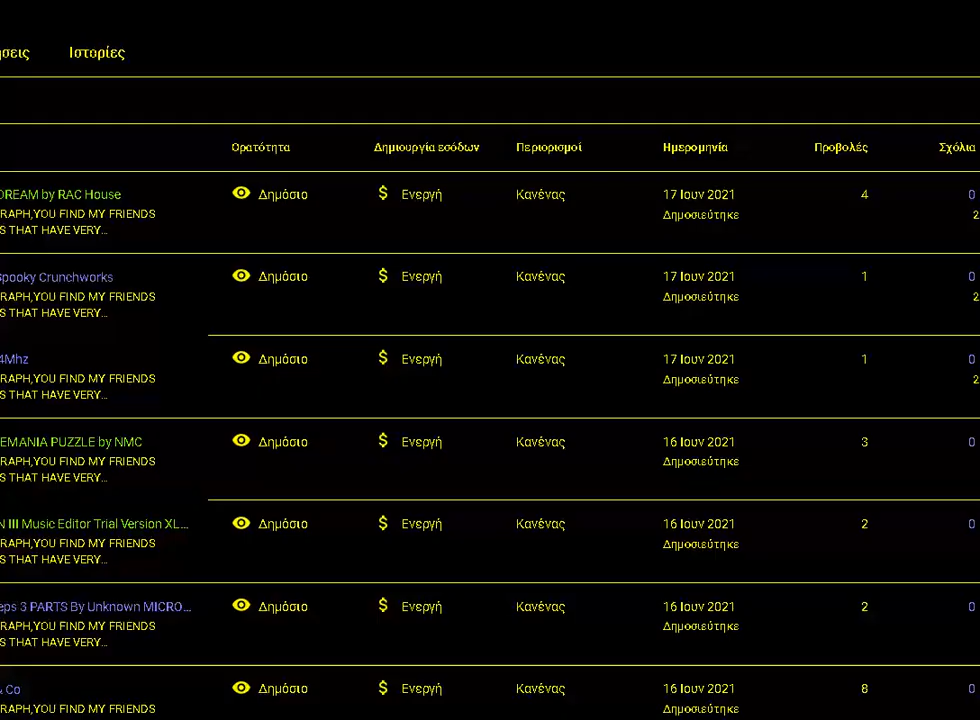 ήσεις Ιστορίες
Ορατότητα Δημιουργία εσόδων Περιορισμοί Ημερομηνία Προβολές Σχόλια
DREAM by RAC House Δημόσιο $ Ενεργή Κανένας 17 Ιουν 2021 4 0
RAPH,YOU FIND MY FRIENDS Δημοσιεύτηκε 2
S THAT HAVE VERY...
Spooky Crunchworks Δημόσιο $ Ενεργή Κανένας 17 Ιουν 2021 1 0
RAPH,YOU FIND MY FRIENDS Δημοσιεύτηκε 2
S THAT HAVE VERY...
4Mhz Δημόσιο $ Ενεργή Κανένας 17 Ιουν 2021 1 0
RAPH,YOU FIND MY FRIENDS Δημοσιεύτηκε 2
S THAT HAVE VERY...
EMANIA PUZZLE by NMC Δημόσιο $ Ενεργή Κανένας 16 Ιουν 2021 3 0
RAPH,YOU FIND MY FRIENDS Δημοσιεύτηκε
S THAT HAVE VERY...
N III Music Editor Trial Version XL... Δημόσιο $ Ενεργή Κανένας 16 Ιουν 2021 2 0
RAPH,YOU FIND MY FRIENDS Δημοσιεύτηκε
S THAT HAVE VERY...
eps 3 PARTS By Unknown MICRO... Δημόσιο $ Ενεργή Κανένας 16 Ιουν 2021 2 0
RAPH,YOU FIND MY FRIENDS Δημοσιεύτηκε
S THAT HAVE VERY...
& Co Δημόσιο $ Ενεργή Κανένας 16 Ιουν 2021 8 0
RAPH,YOU FIND MY FRIENDS Δημοσιεύτηκε